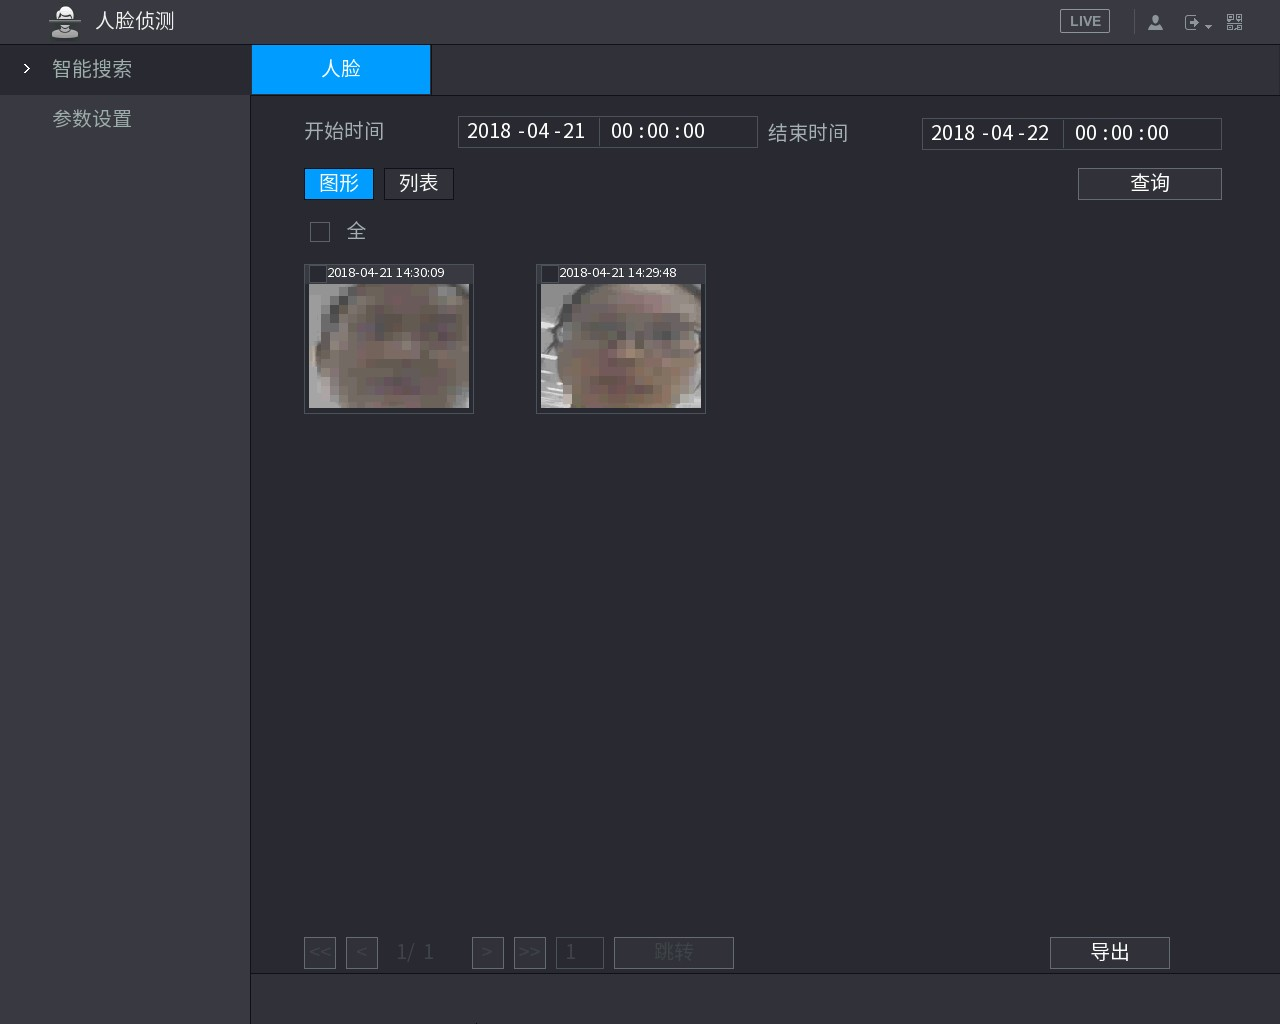 人脸侦测
LIVE
智能搜索
参数设置
人脸
开始时间 2018 -04 -21 00 :00 :00 结束时间 2018 -04 -22 00 :00 :00
图形 列表 查询
全
2018-04-21 14:30:09 2018-04-21 14:29:48
<< < 1/ 1 > >> 1 跳转 导出